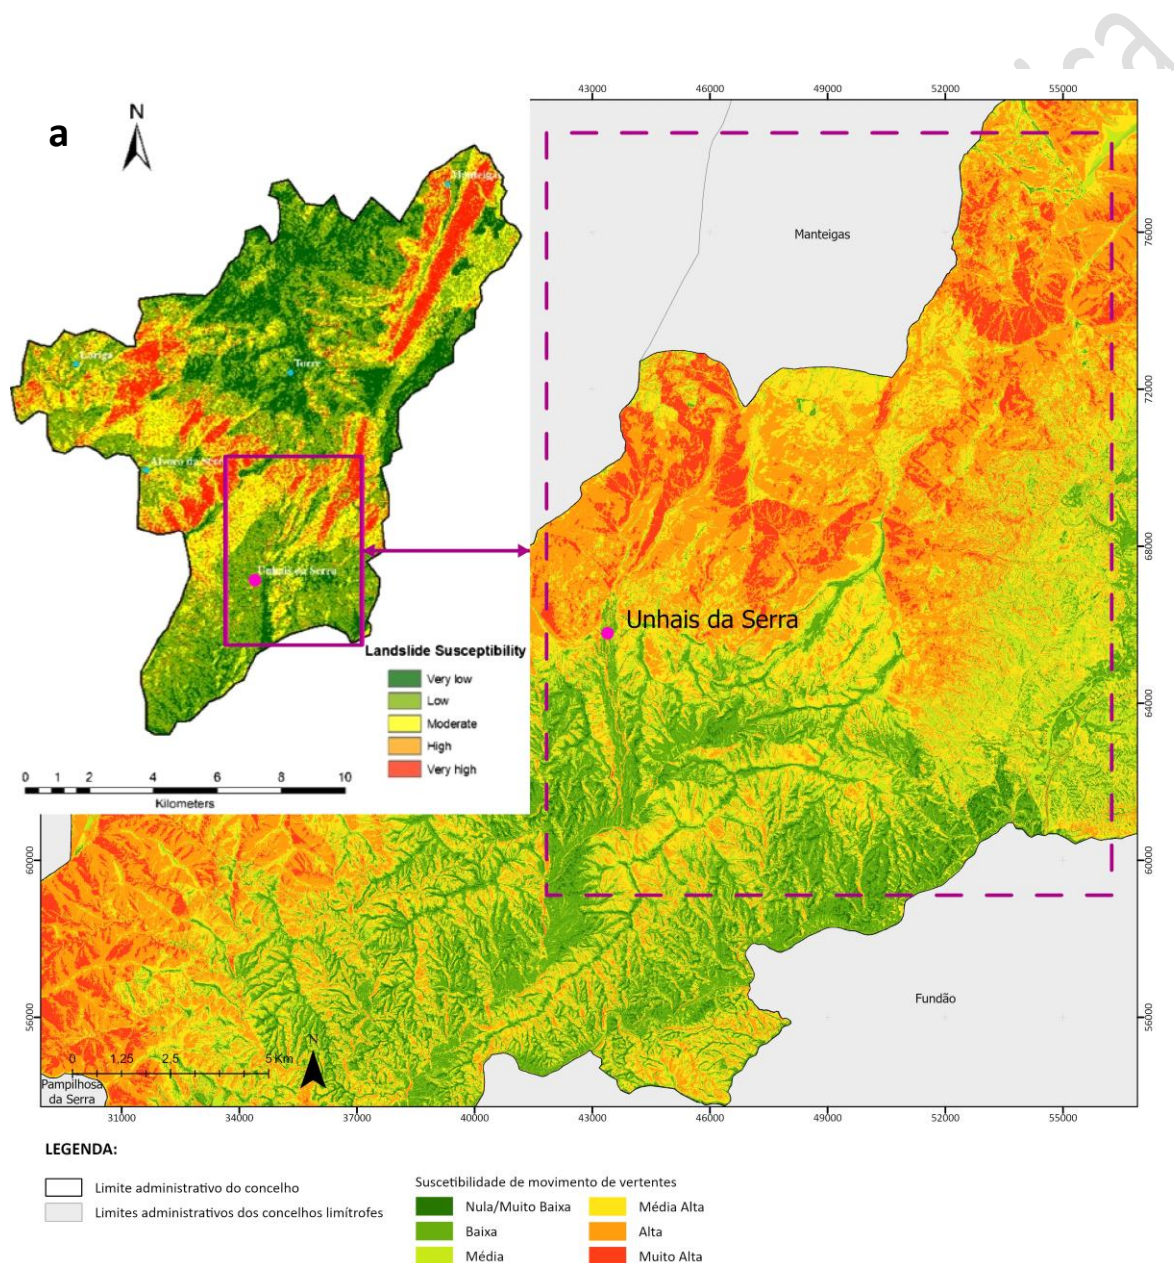 a
N
Manteigas
Loriga
Torre
Alvoco da Serra
Unhais da Serra
Landslide Susceptibility
Very low
Low
Moderate
High
Very high
0 1 2 4 6 8 10
Kilometers
43000 46000 49000 52000 55000
76000
72000
68000
64000
60000
56000
Manteigas
Unhais da Serra
Fundão
60000
56000
N
0 1.25 2.5 5 Km
Pampilhosa
da Serra
31000 34000 37000 40000 43000 46000 49000 52000 55000
LEGENDA:
Limite administrativo do concelho
Limites administrativos dos concelhos limítrofes
Suscetibilidade de movimento de vertentes
Nula/Muito Baixa
Baixa
Média
Média Alta
Alta
Muito Alta